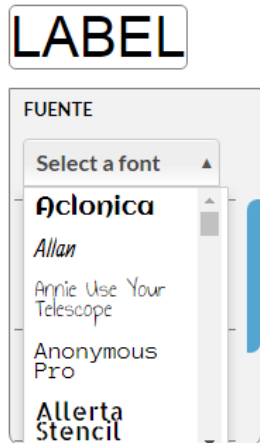 LABEL
FUENTE
Select a font
Aclonica
Allan
Annie Use Your
Telescope
Anonymous
Pro
Allerta
Stencil